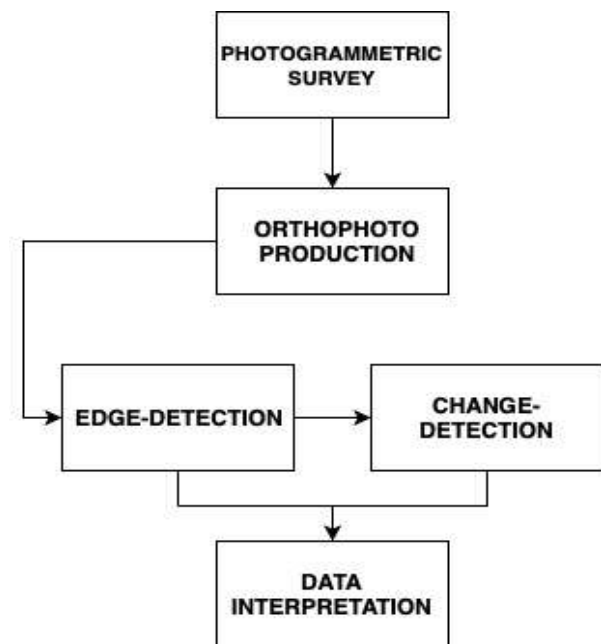 PHOTOGRAMMETRIC
SURVEY
ORTHOPHOTO
PRODUCTION
EDGE-DETECTION
CHANGE-
DETECTION
DATA
INTERPRETATION